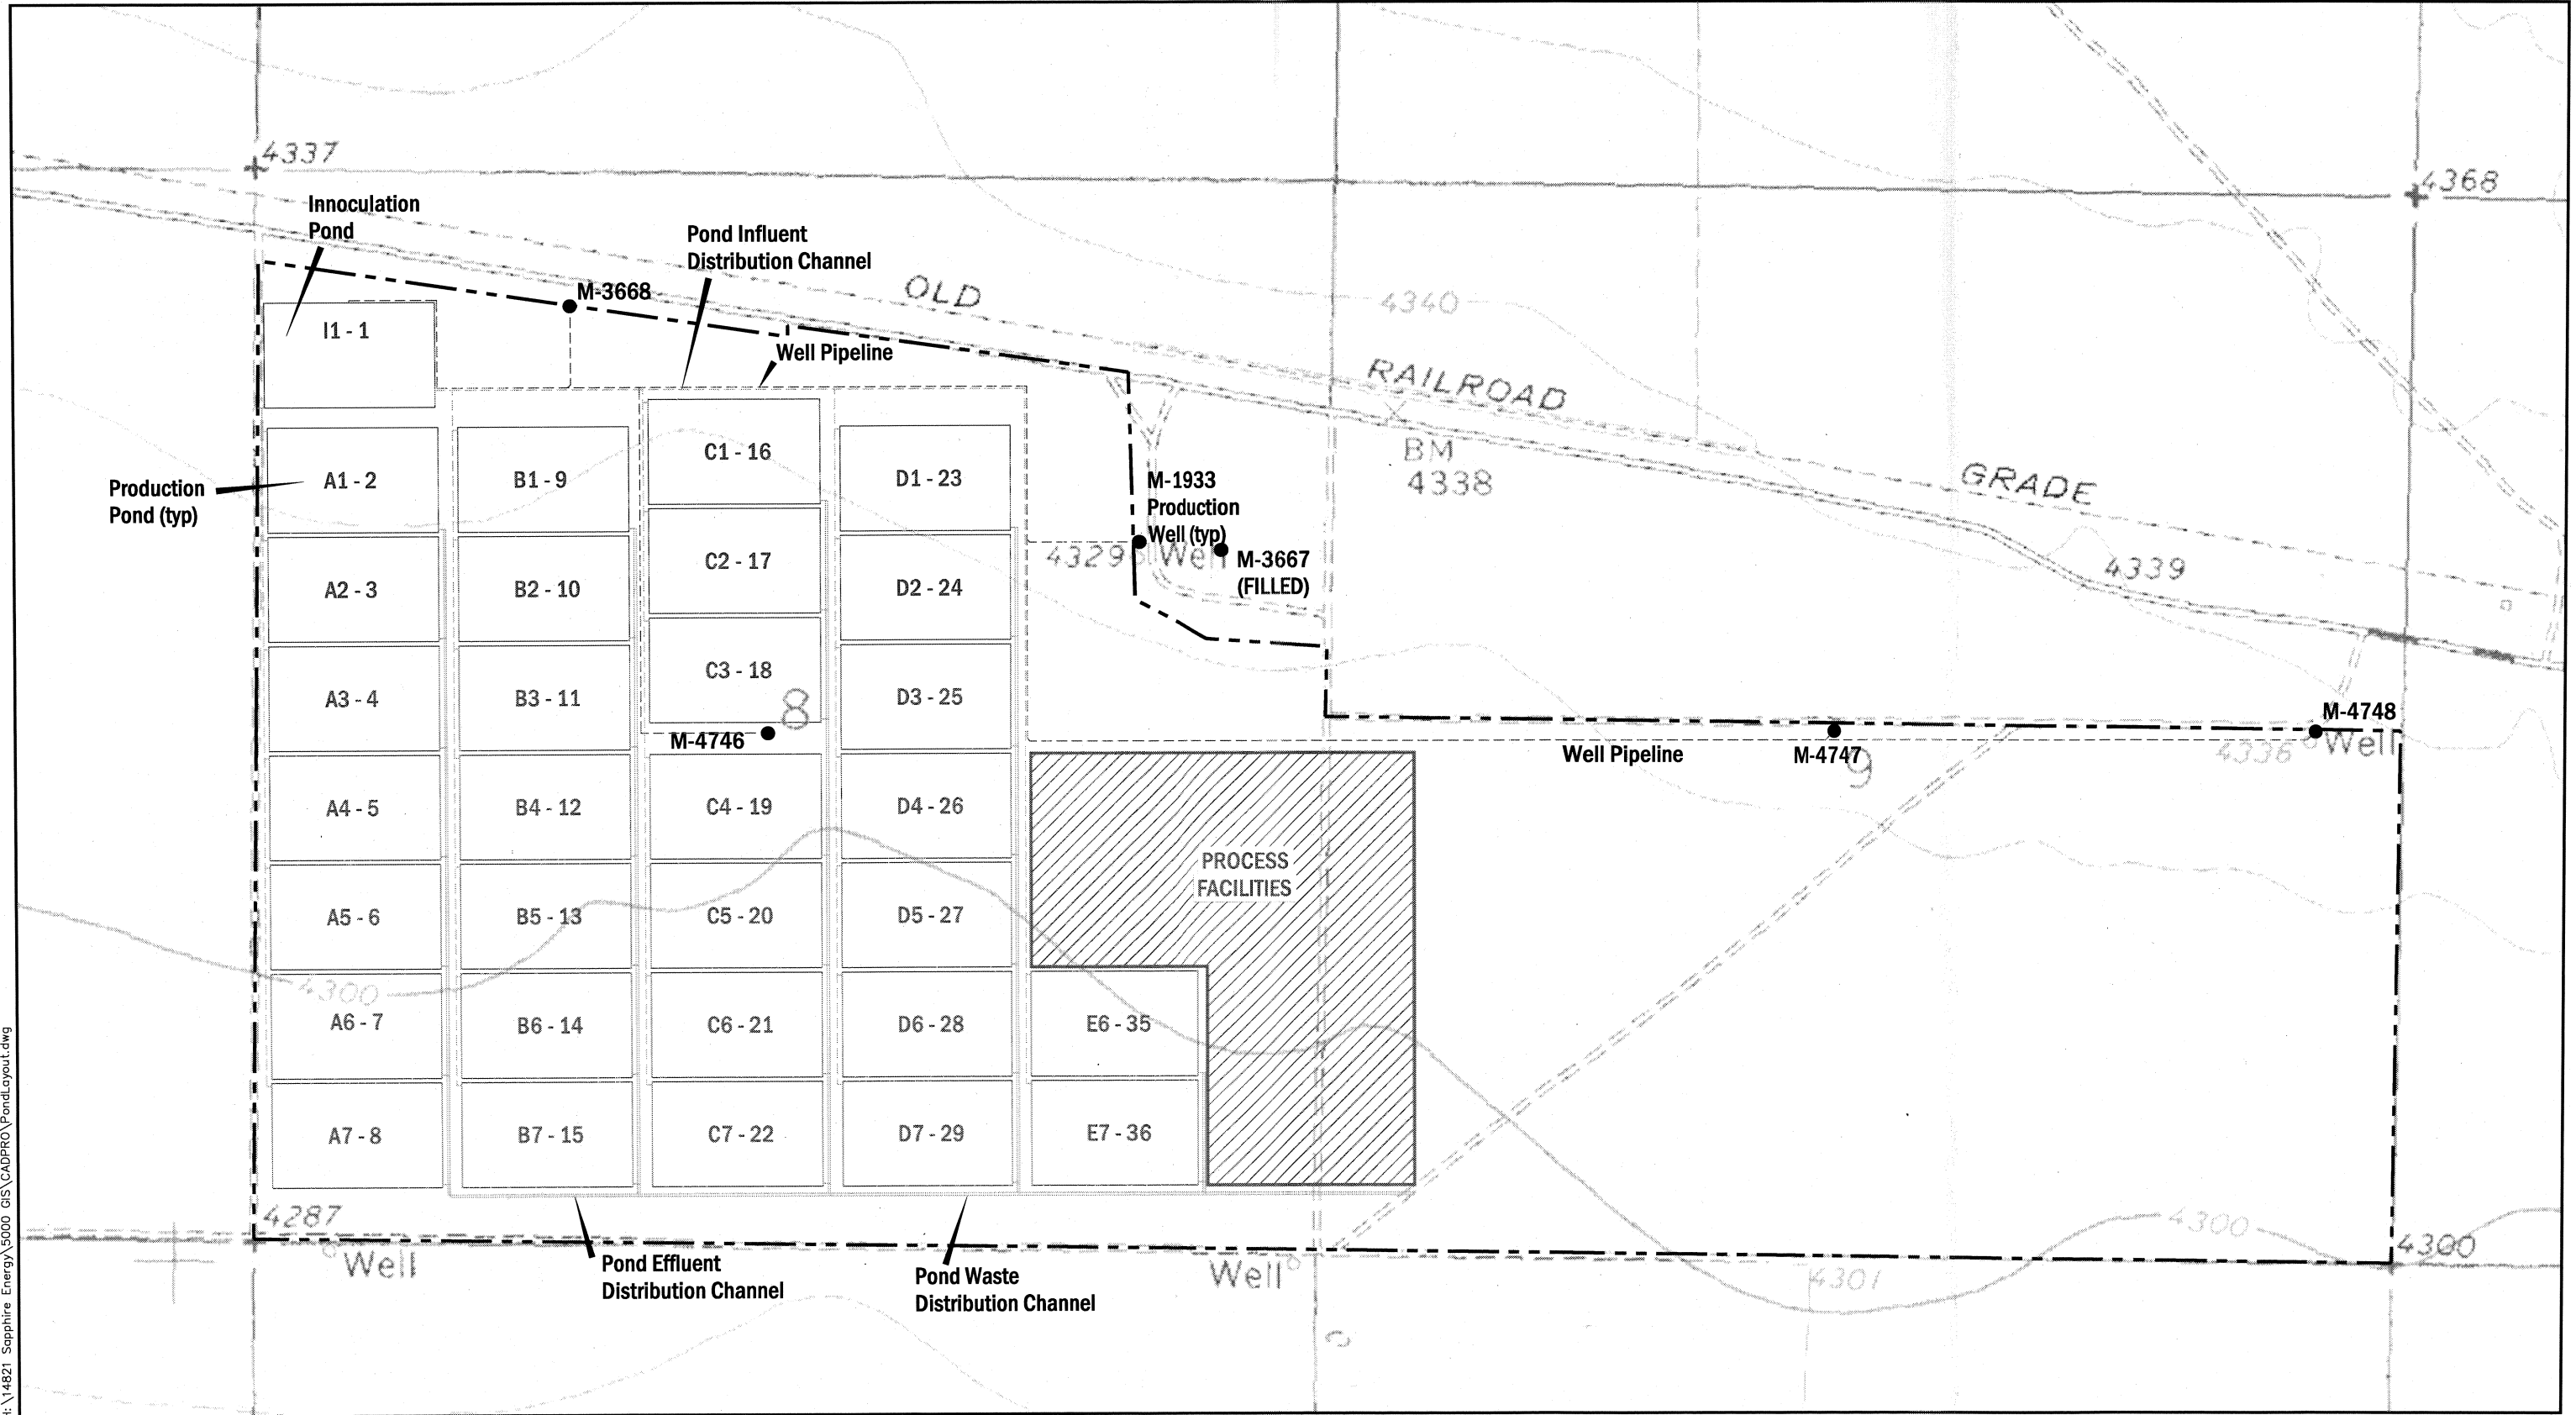 4337
4368
Innoculation
Pond
Pond Influent
Distribution Channel
M-3668
OLD
4340
I1 - 1
Well Pipeline
RAILROAD
BM
4338
GRADE
4339
Production
Pond (typ)
M-1933
Production
Well (typ)
4329
Well
M-3667
(FILLED)
A1 - 2
B1 - 9
C1 - 16
D1 - 23
A2 - 3
B2 - 10
C2 - 17
D2 - 24
A3 - 4
B3 - 11
C3 - 18
D3 - 25
8
M-4746
M-4748
Well Pipeline
M-4747
9
4336
Well
A4 - 5
B4 - 12
C4 - 19
D4 - 26
PROCESS
FACILITIES
A5 - 6
B5 - 13
C5 - 20
D5 - 27
4300
A6 - 7
B6 - 14
C6 - 21
D6 - 28
E6 - 35
A7 - 8
B7 - 15
C7 - 22
D7 - 29
E7 - 36
4287
Well
Well
4300
4300
4301
Pond Effluent
Distribution Channel
Pond Waste
Distribution Channel
H:\14821 Sapphire Energy\5000 GIS\CADPRO\PondLayout.dwg